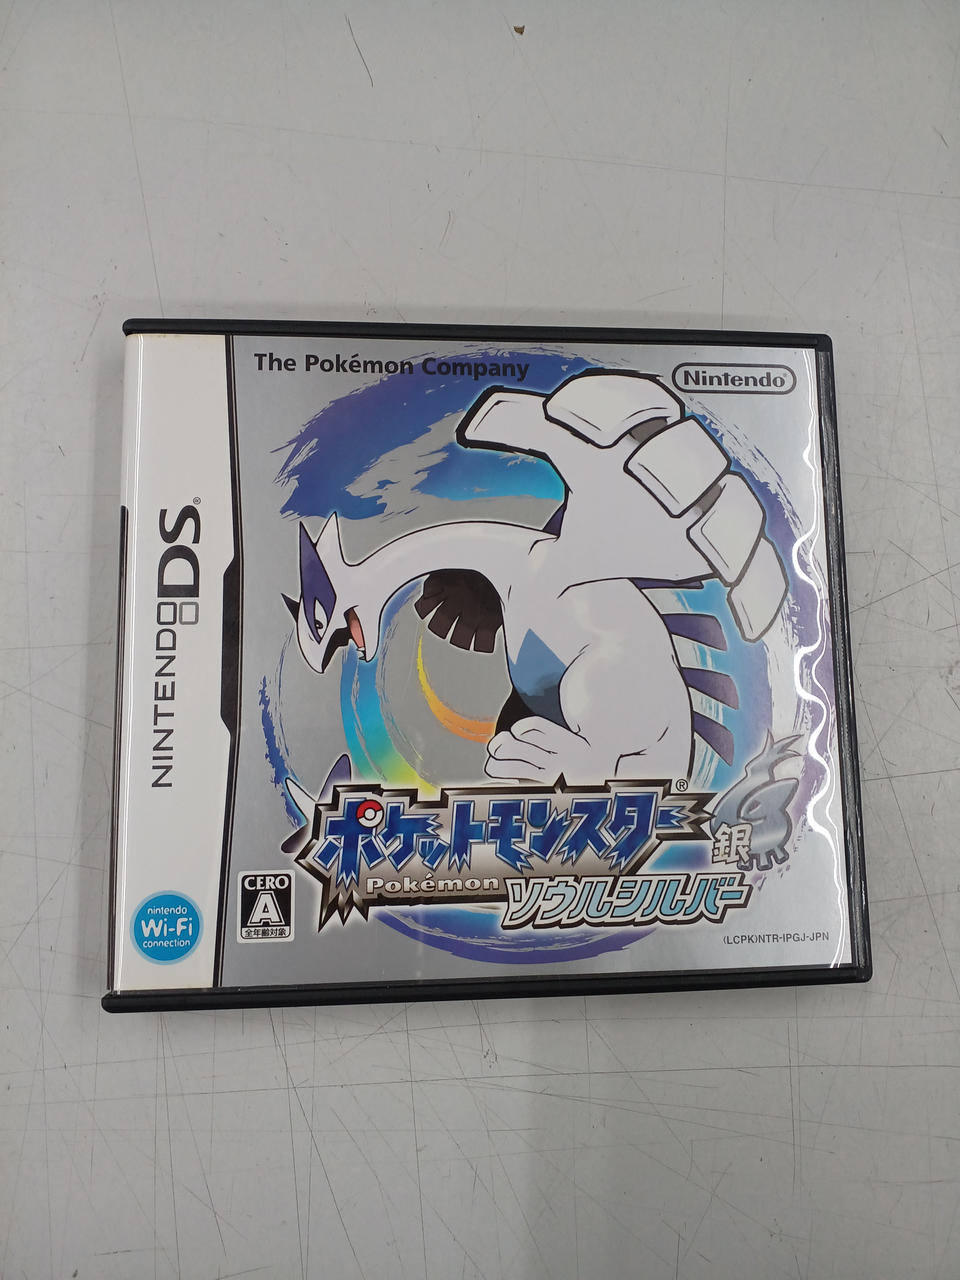 The Pokémon Company
Nintendo®
NINTENDO DS®
ポケットモンスター®
Pokémon
銀
ソウルシルバー
CERO
A
全年齢対象
nintendo
Wi-Fi
connection
(LCPK)NTR-IPGJ-JPN